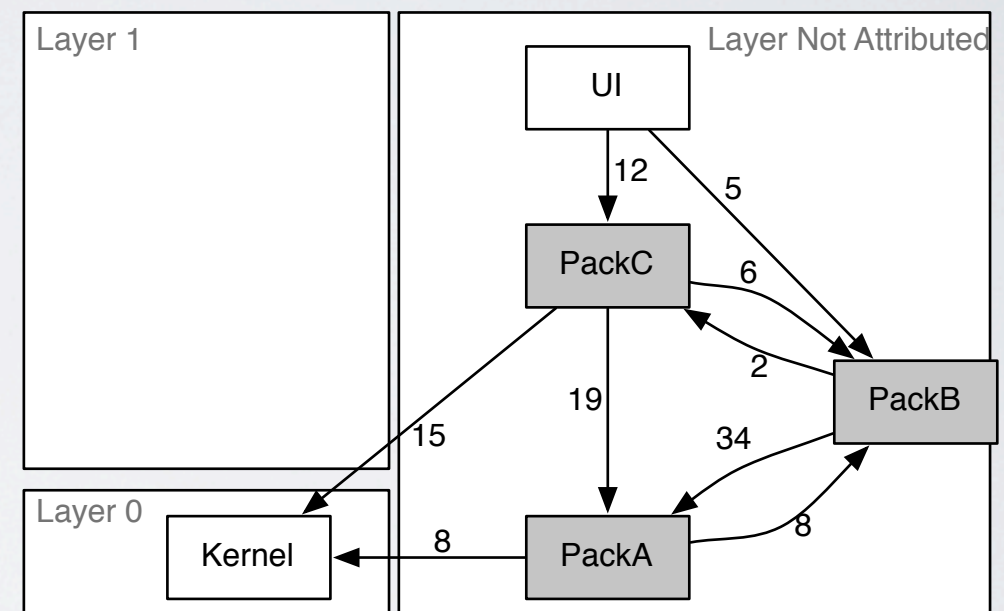 Layer 1
Layer Not Attributed
UI
12
5
PackC
6
2
PackB
19
15
34
Layer 0
Kernel
8
PackA
8